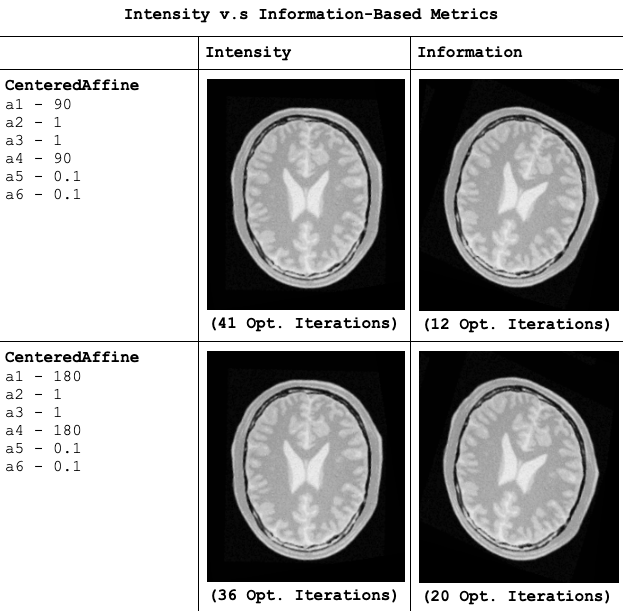 Intensity v.s Information-Based Metrics
Intensity
Information
CenteredAffine
a1 - 90
a2 - 1
a3 - 1
a4 - 90
a5 - 0.1
a6 - 0.1
(41 Opt. Iterations)
(12 Opt. Iterations)
CenteredAffine
a1 - 180
a2 - 1
a3 - 1
a4 - 180
a5 - 0.1
a6 - 0.1
(36 Opt. Iterations)
(20 Opt. Iterations)